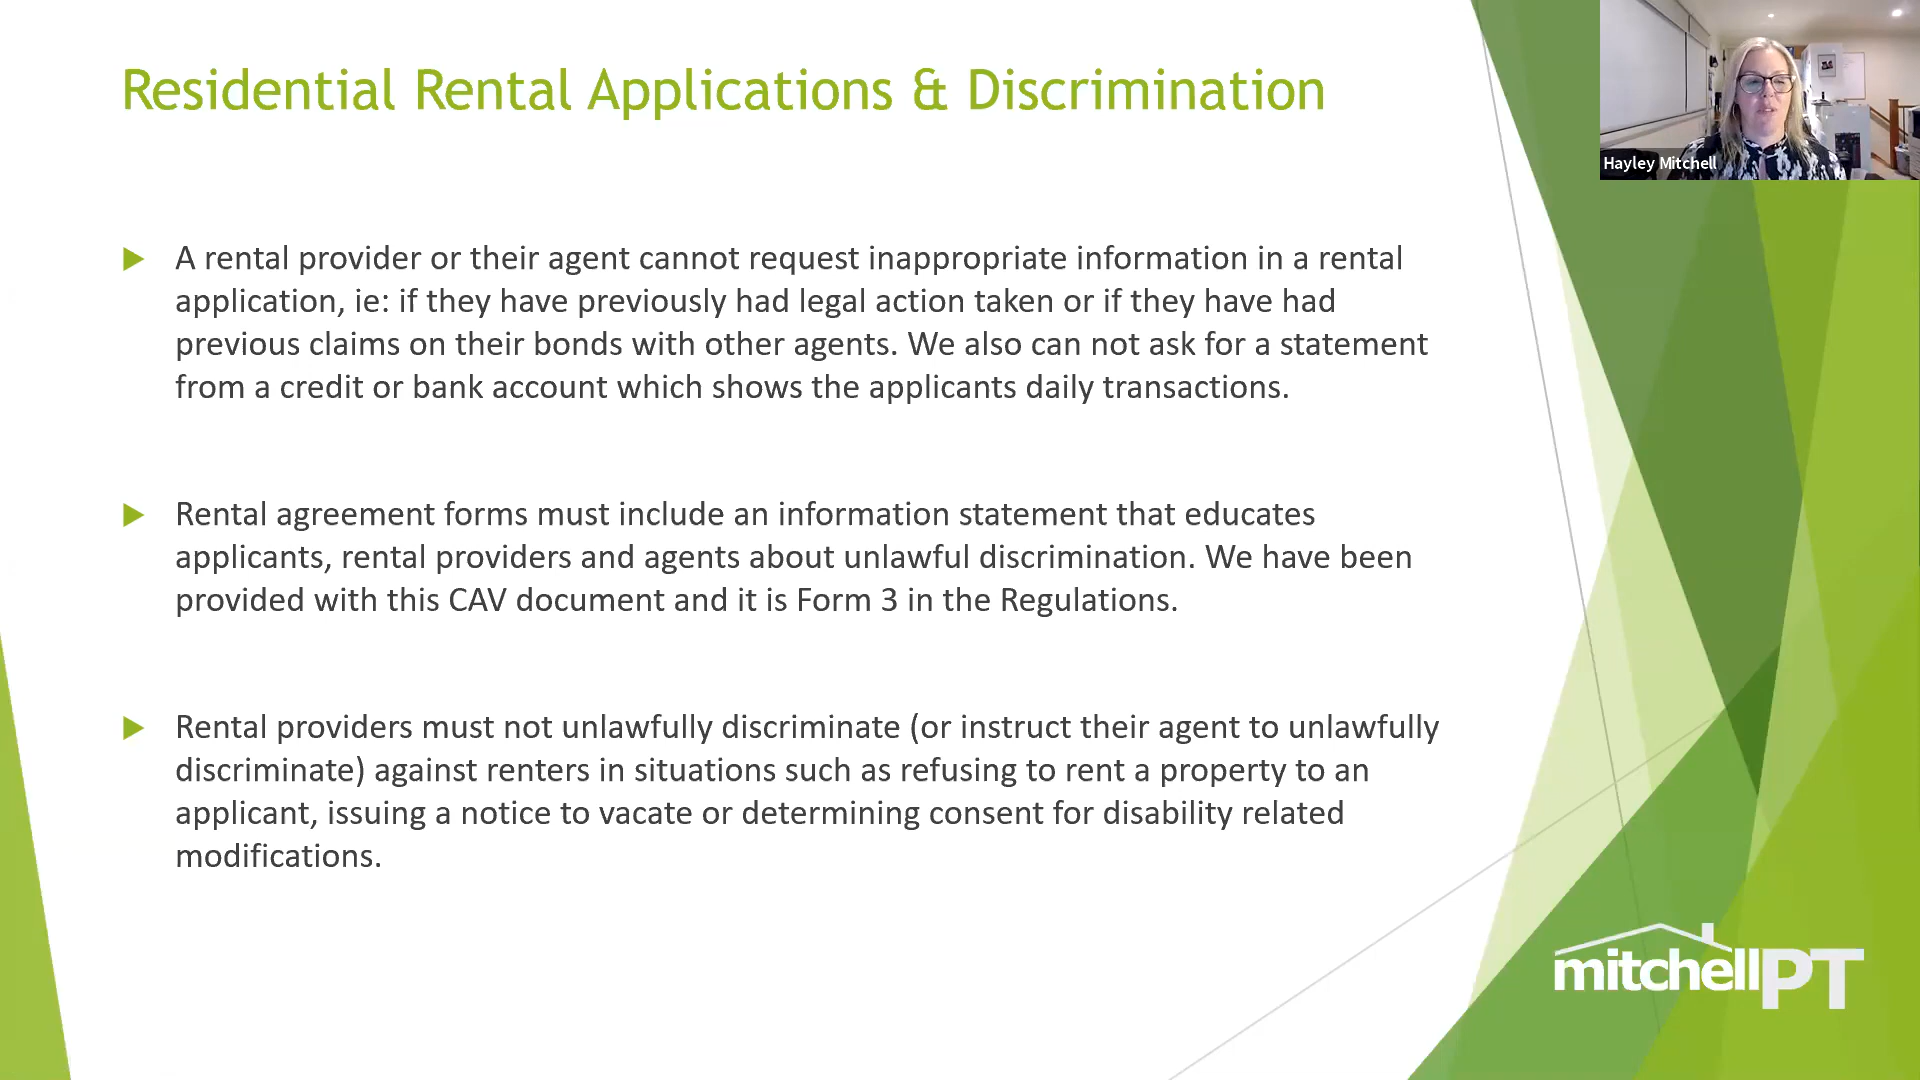 Residential Rental Applications & Discrimination
Hayley Mitchell
A rental provider or their agent cannot request inappropriate information in a rental
application, ie: if they have previously had legal action taken or if they have had
previous claims on their bonds with other agents. We also can not ask for a statement
from a credit or bank account which shows the applicants daily transactions.
Rental agreement forms must include an information statement that educates
applicants, rental providers and agents about unlawful discrimination. We have been
provided with this CAV document and it is Form 3 in the Regulations.
Rental providers must not unlawfully discriminate (or instruct their agent to unlawfully
discriminate) against renters in situations such as refusing to rent a property to an
applicant, issuing a notice to vacate or determining consent for disability related
modifications.
mitchellPT